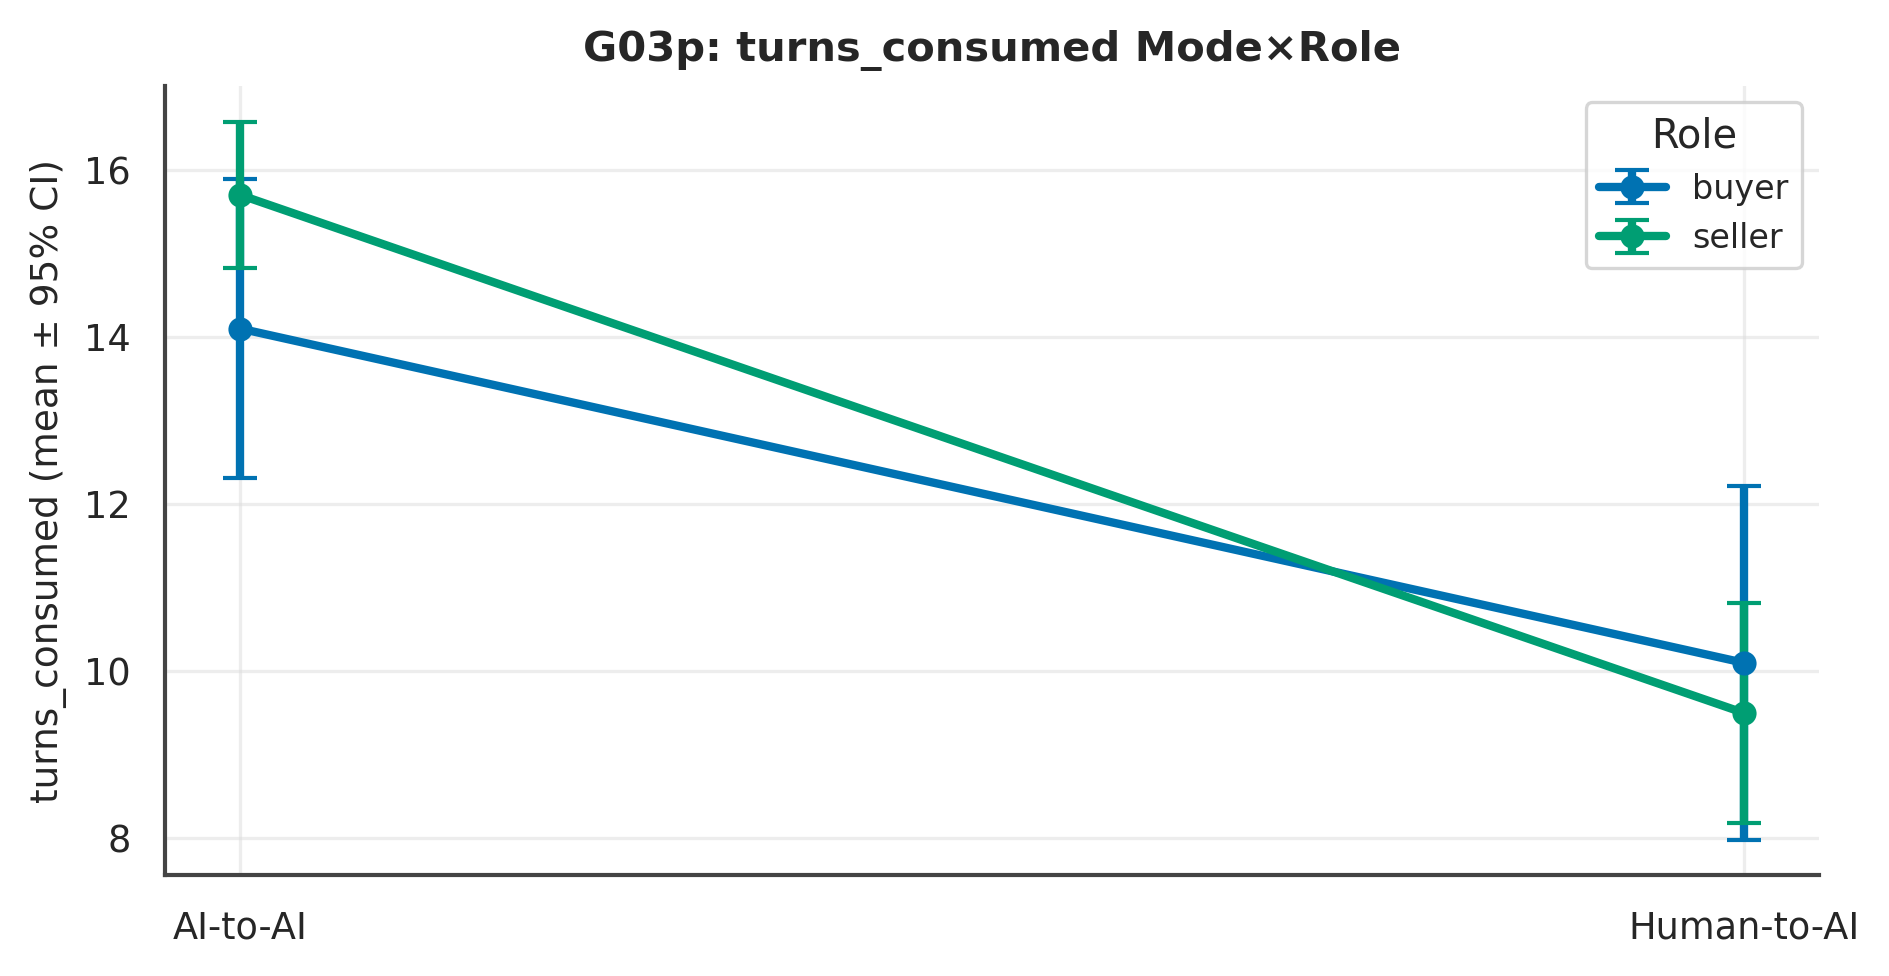 G03p: turns_consumed Mode×Role
turns_consumed (mean ± 95% CI)
16
14
12
10
8
AI-to-AI
Human-to-AI
Role
buyer
seller